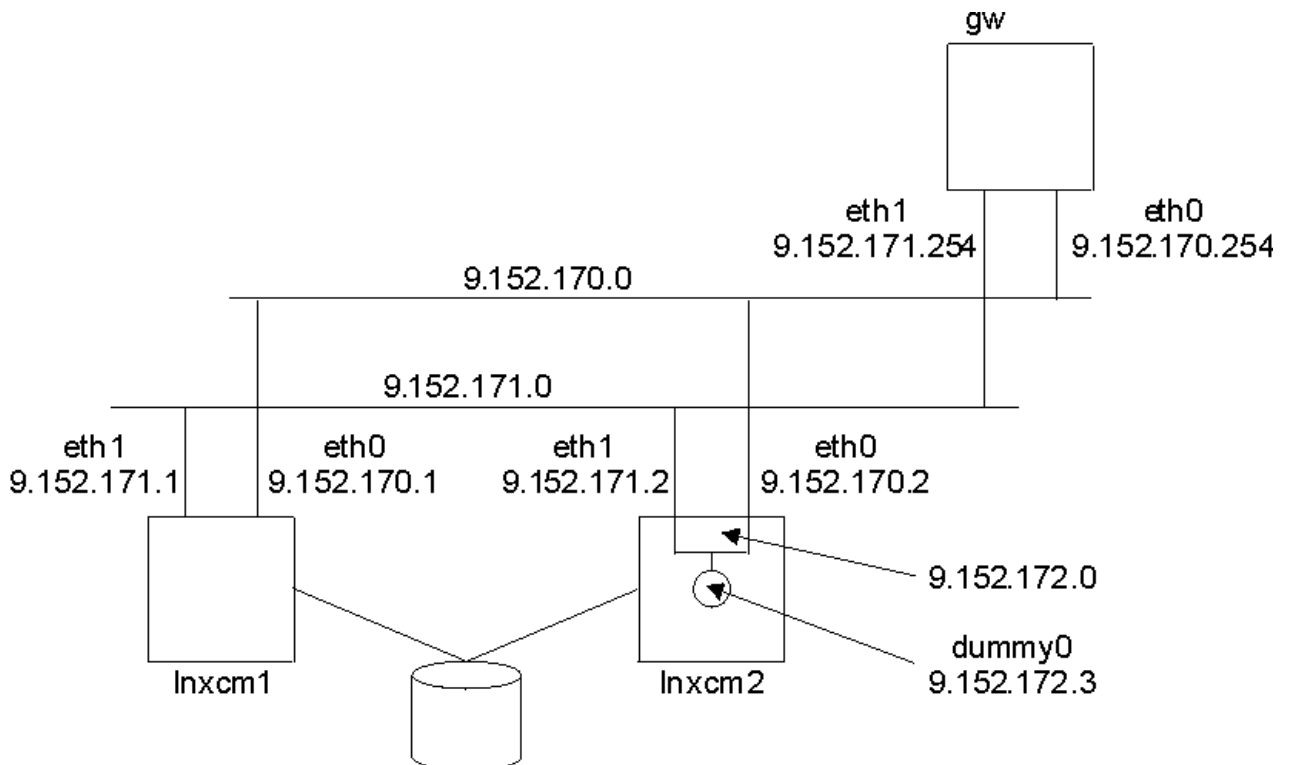 gw
eth1
9.152.171.254
eth0
9.152.170.254
9.152.170.0
9.152.171.0
eth1
9.152.171.1
eth0
9.152.170.1
eth1
9.152.171.2
eth0
9.152.170.2
9.152.172.0
dummy0
9.152.172.3
lnxcm1
lnxcm2